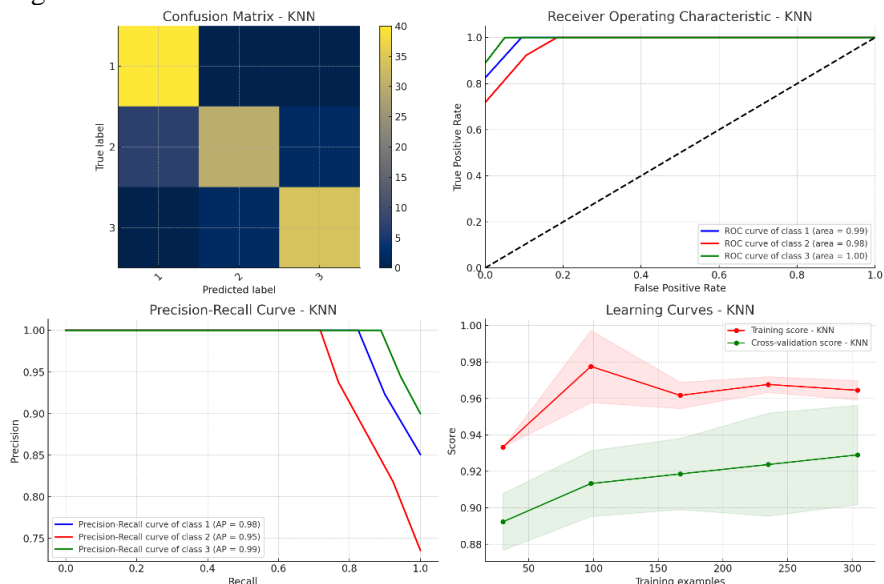 Confusion Matrix - KNN
True label
1
2
3
1
2
3
Predicted label
40
35
30
25
20
15
10
5
0
Receiver Operating Characteristic - KNN
True Positive Rate
1.0
0.8
0.6
0.4
0.2
0.0
0.0
0.2
0.4
0.6
0.8
1.0
False Positive Rate
ROC curve of class 1 (area = 0.99)
ROC curve of class 2 (area = 0.98)
ROC curve of class 3 (area = 1.00)
Precision-Recall Curve - KNN
Precision
1.00
0.95
0.90
0.85
0.80
0.75
Precision-Recall curve of class 1 (AP = 0.98)
Precision-Recall curve of class 2 (AP = 0.95)
Precision-Recall curve of class 3 (AP = 0.99)
0.0
0.2
0.4
0.6
0.8
1.0
Recall
Learning Curves - KNN
Score
1.00
0.98
0.96
0.94
0.92
0.90
0.88
Training score - KNN
Cross-validation score - KNN
50
100
150
200
250
300
Training examples